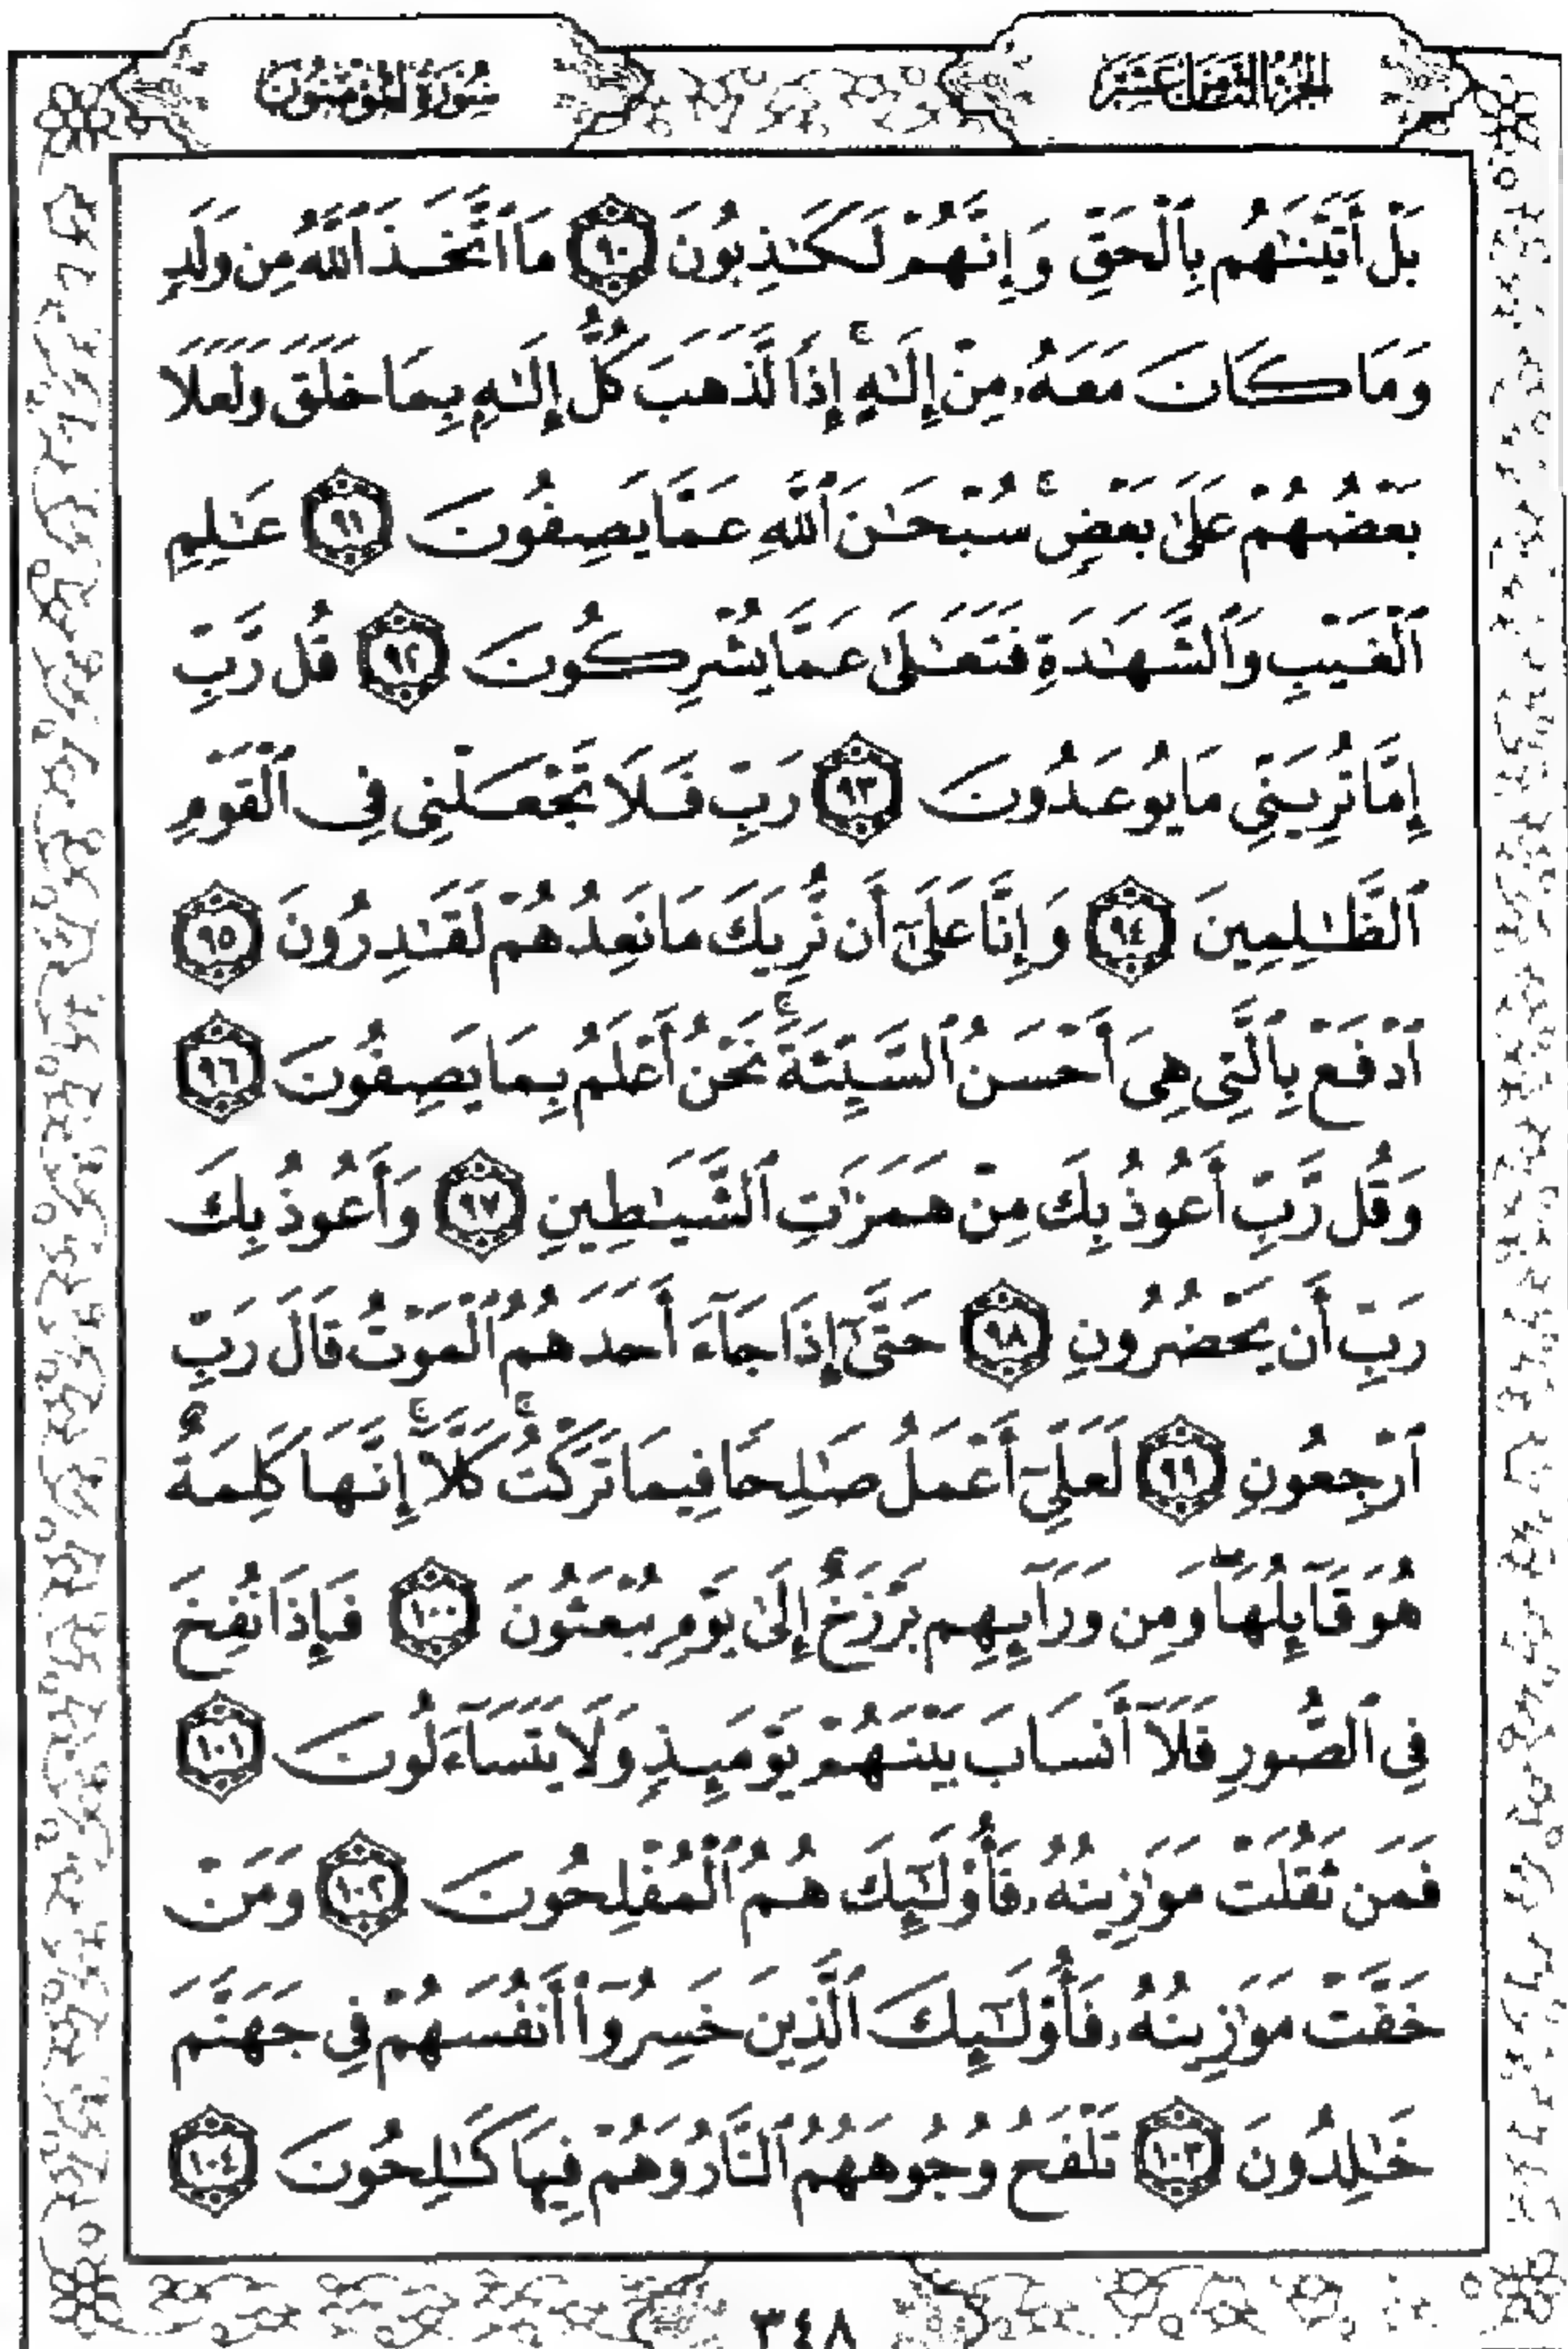 الجزء الثامن عشر
سورة المؤمنون
بَلْ أَتَيْنَٰهُم بِٱلْحَقِّ وَإِنَّهُمْ لَكَٰذِبُونَ ٩٠ مَا ٱتَّخَذَ ٱللَّهُ مِن وَلَدٍ
وَمَا كَانَ مَعَهُۥ مِنْ إِلَٰهٍ ۚ إِذًا لَّذَهَبَ كُلُّ إِلَٰهٍۭ بِمَا خَلَقَ وَلَعَلَا
بَعْضُهُمْ عَلَىٰ بَعْضٍ ۚ سُبْحَٰنَ ٱللَّهِ عَمَّا يَصِفُونَ ٩١ عَٰلِمِ
ٱلْغَيْبِ وَٱلشَّهَٰدَةِ فَتَعَٰلَىٰ عَمَّا يُشْرِكُونَ ٩٢ قُل رَّبِّ
إِمَّا تُرِيَنِّي مَا يُوعَدُونَ ٩٣ رَبِّ فَلَا تَجْعَلْنِي فِي ٱلْقَوْمِ
ٱلظَّٰلِمِينَ ٩٤ وَإِنَّا عَلَىٰٓ أَن نُّرِيَكَ مَا نَعِدُهُمْ لَقَٰدِرُونَ ٩٥
ٱدْفَعْ بِٱلَّتِي هِيَ أَحْسَنُ ٱلسَّيِّئَةَ ۚ نَحْنُ أَعْلَمُ بِمَا يَصِفُونَ ٩٦
وَقُل رَّبِّ أَعُوذُ بِكَ مِنْ هَمَزَٰتِ ٱلشَّيَٰطِينِ ٩٧ وَأَعُوذُ بِكَ
رَبِّ أَن يَحْضُرُونِ ٩٨ حَتَّىٰٓ إِذَا جَآءَ أَحَدَهُمُ ٱلْمَوْتُ قَالَ رَبِّ
ٱرْجِعُونِ ٩٩ لَعَلِّيٓ أَعْمَلُ صَٰلِحًا فِيمَا تَرَكْتُ ۚ كَلَّآ ۚ إِنَّهَا كَلِمَةٌ
هُوَ قَآئِلُهَا ۖ وَمِن وَرَآئِهِم بَرْزَخٌ إِلَىٰ يَوْمِ يُبْعَثُونَ ١٠٠ فَإِذَا نُفِخَ
فِي ٱلصُّورِ فَلَآ أَنسَابَ بَيْنَهُمْ يَوْمَئِذٍ وَلَا يَتَسَآءَلُونَ ١٠١
فَمَن ثَقُلَتْ مَوَٰزِينُهُۥ فَأُو۟لَٰٓئِكَ هُمُ ٱلْمُفْلِحُونَ ١٠٢ وَمَنْ
خَفَّتْ مَوَٰزِينُهُۥ فَأُو۟لَٰٓئِكَ ٱلَّذِينَ خَسِرُوٓا۟ أَنفُسَهُمْ فِي جَهَنَّمَ
خَٰلِدُونَ ١٠٣ تَلْفَحُ وُجُوهَهُمُ ٱلنَّارُ وَهُمْ فِيهَا كَٰلِحُونَ ١٠٤
٣٤٨